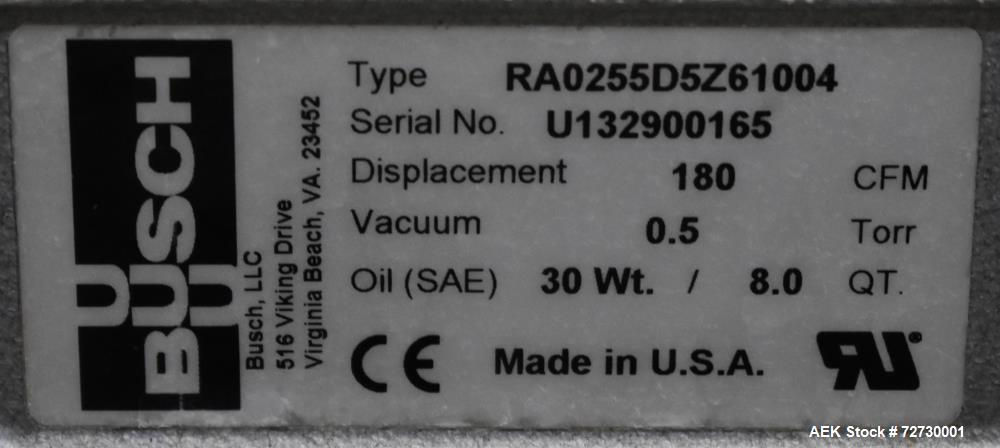 BUSCH
Busch, LLC
516 Viking Drive
Virginia Beach, VA. 23452
Type RA0255D5Z61004
Serial No. U132900165
Displacement 180 CFM
Vacuum 0.5 Torr
Oil (SAE) 30 Wt. / 8.0 QT.
CE Made in U.S.A. RU®
AEK Stock # 72730001